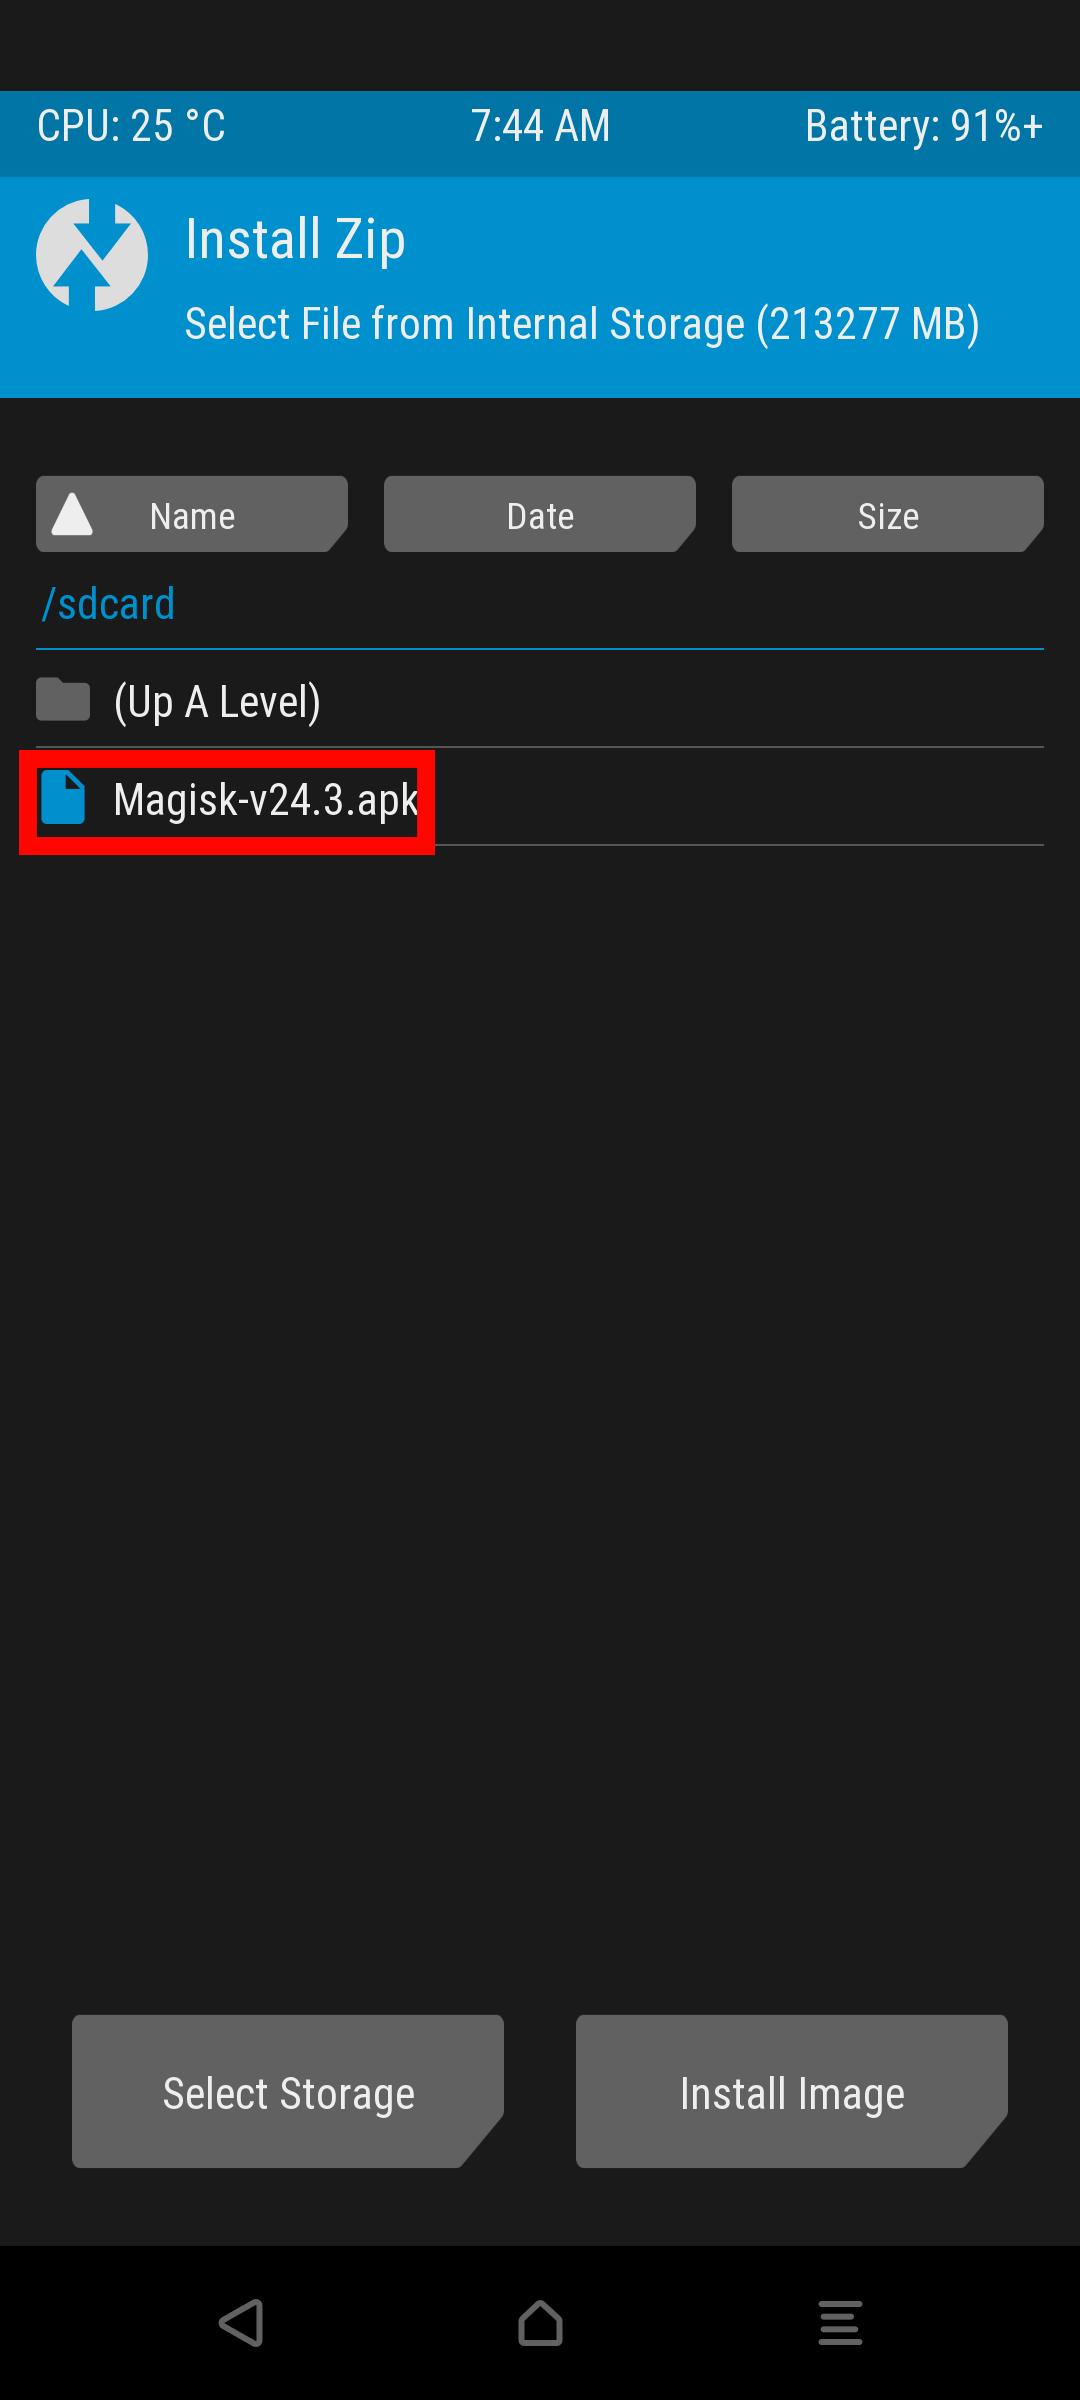 CPU: 25 °C 7:44 AM Battery: 91%+
Install Zip
Select File from Internal Storage (213277 MB)
Name Date Size
/sdcard
(Up A Level)
Magisk-v24.3.apk
Select Storage Install Image